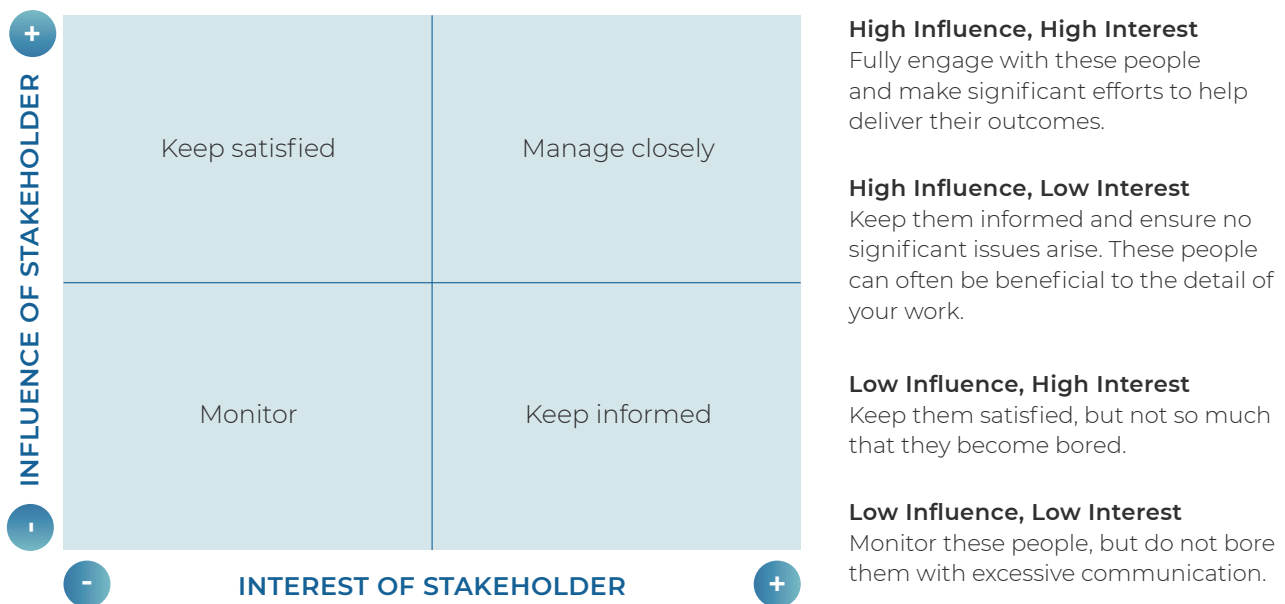 +
INFLUENCE OF STAKEHOLDER
-
Keep satisfied
Manage closely
Monitor
Keep informed
-
INTEREST OF STAKEHOLDER
+
High Influence, High Interest
Fully engage with these people
and make significant efforts to help
deliver their outcomes.
High Influence, Low Interest
Keep them informed and ensure no
significant issues arise. These people
can often be beneficial to the detail of
your work.
Low Influence, High Interest
Keep them satisfied, but not so much
that they become bored.
Low Influence, Low Interest
Monitor these people, but do not bore
them with excessive communication.